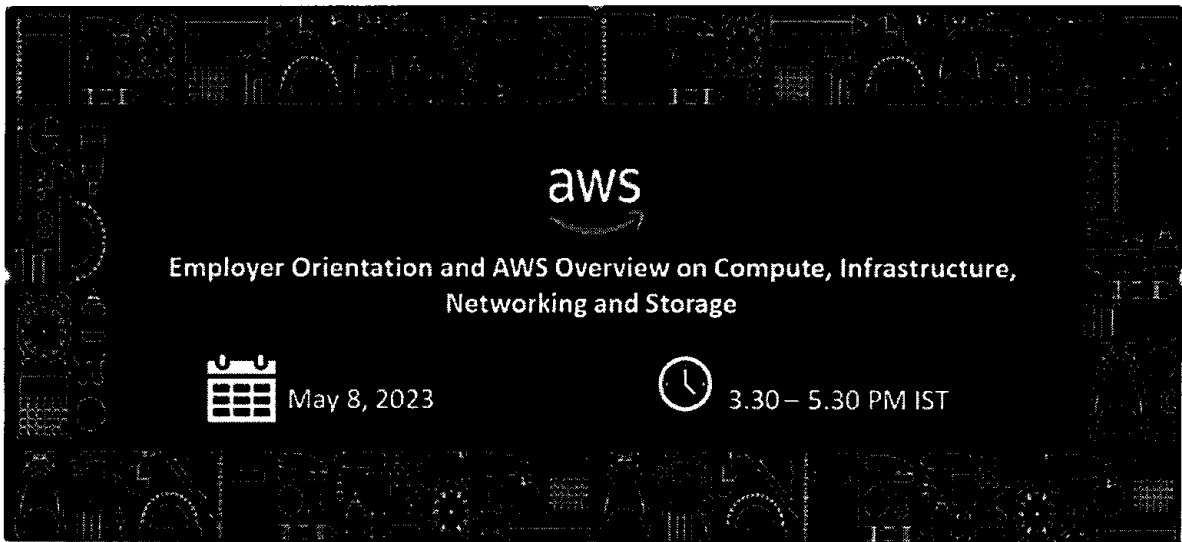 aws
Employer Orientation and AWS Overview on Compute, Infrastructure,
Networking and Storage
May 8, 2023
3.30 – 5.30 PM IST